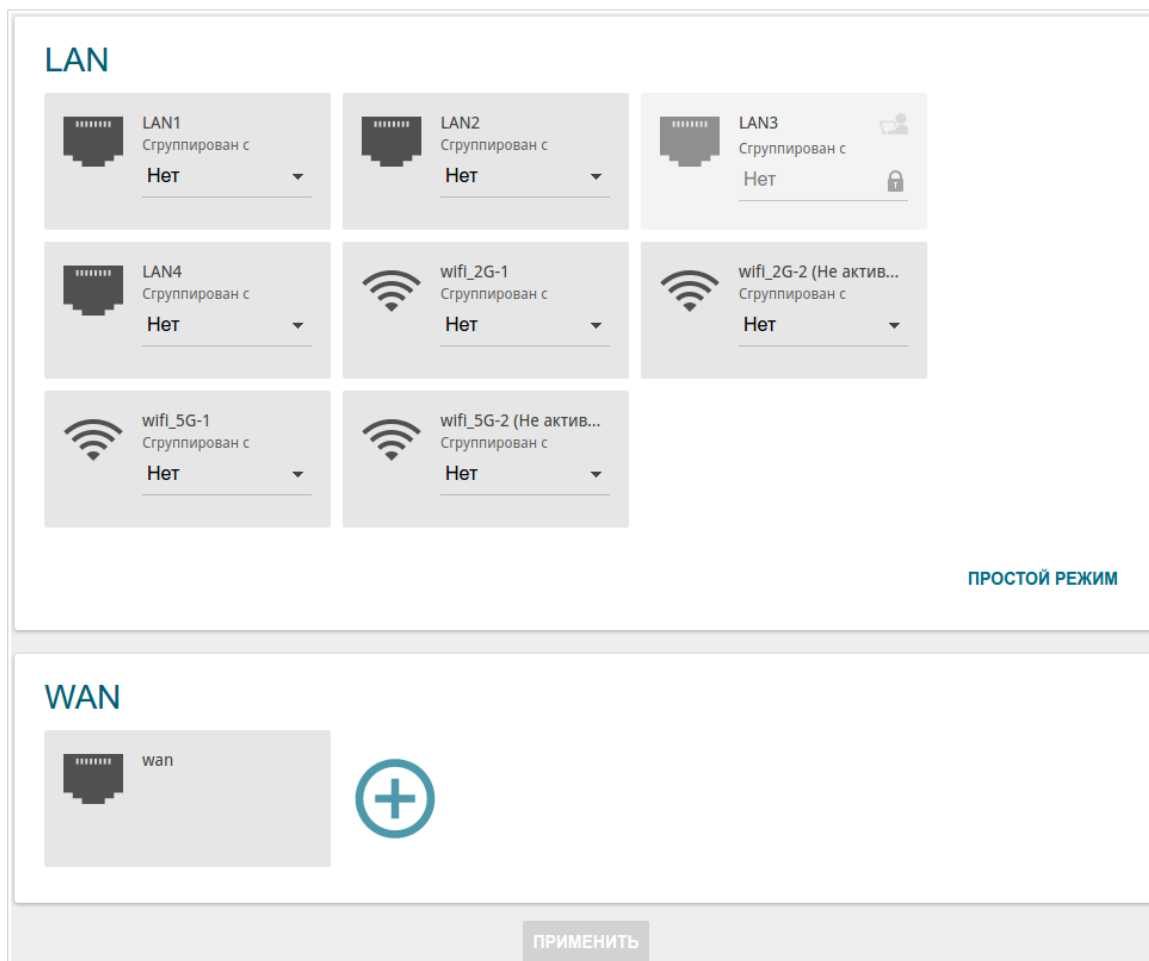 LAN
LAN1
Сгруппирован с
Нет
LAN2
Сгруппирован с
Нет
LAN3
Сгруппирован с
Нет
LAN4
Сгруппирован с
Нет
wifi_2G-1
Сгруппирован с
Нет
wifi_2G-2 (Не актив...
Сгруппирован с
Нет
wifi_5G-1
Сгруппирован с
Нет
wifi_5G-2 (Не актив...
Сгруппирован с
Нет
ПРОСТОЙ РЕЖИМ
WAN
wan
ПРИМЕНИТЬ